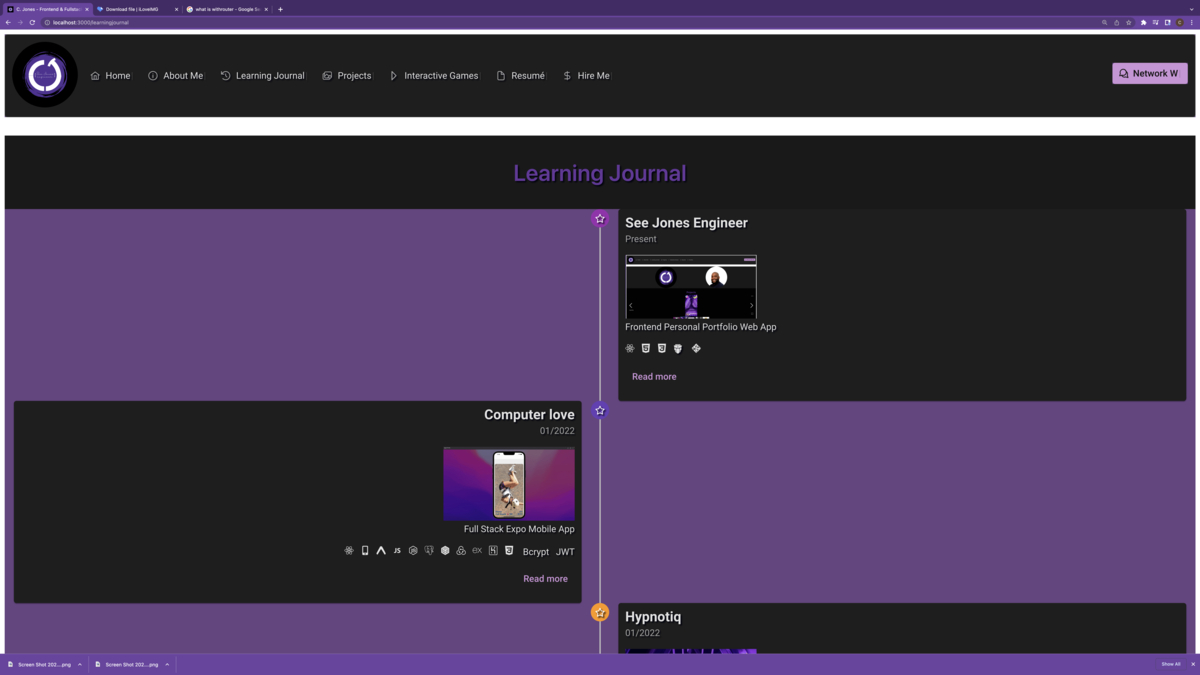 C. Jones - Frontend & Fullsta
Download file | iLoveIMG
what is withrouter - Google Se
localhost:3000/learningjournal
Home
About Me
Learning Journal
Projects
Interactive Games
Resumé
Hire Me
Network W
Learning Journal
See Jones Engineer
Present
Frontend Personal Portfolio Web App
Read more
Computer love
01/2022
Full Stack Expo Mobile App
JS
EX
Bcrypt JWT
Read more
Hypnotiq
01/2022
Screen Shot 202....png
Screen Shot 202....png
Show All